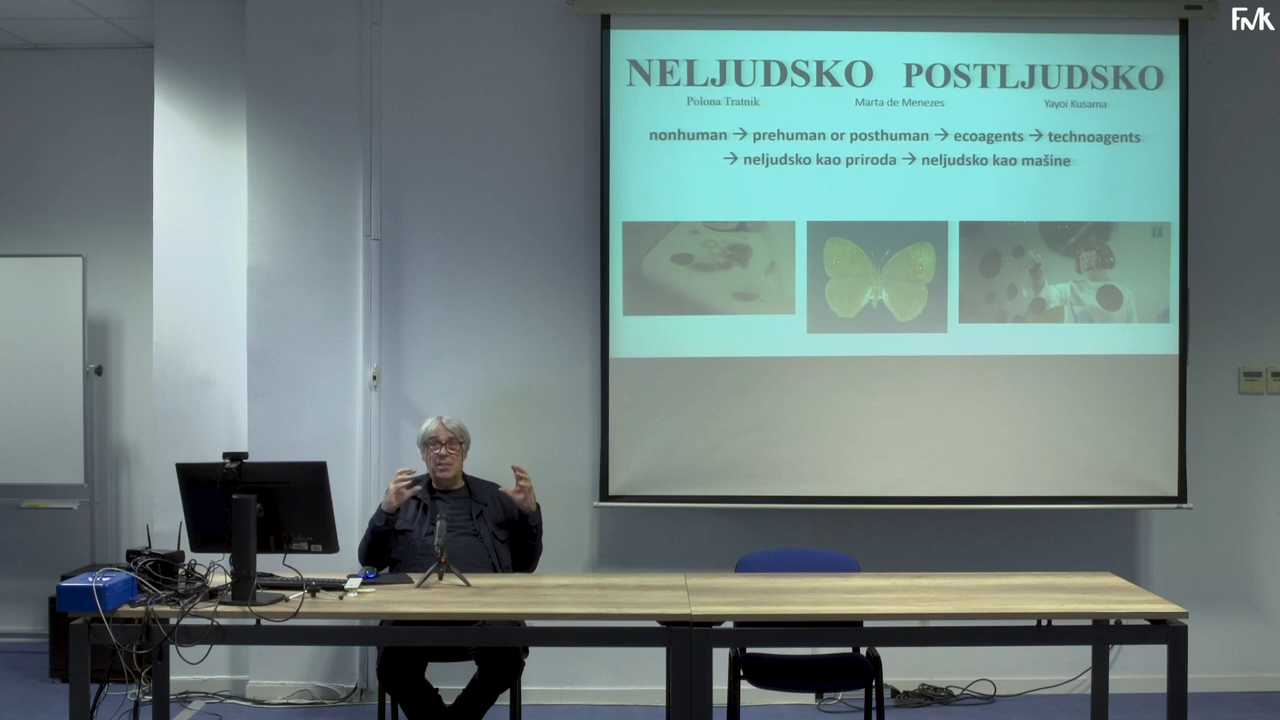 FMK
NELJUDSKO POSTLJUDSKO
Polona Tratnik Marta de Menezes Yayoi Kusama
nonhuman → prehuman or posthuman → ecoagents → technoagents
→ neljudsko kao priroda → neljudsko kao mašine